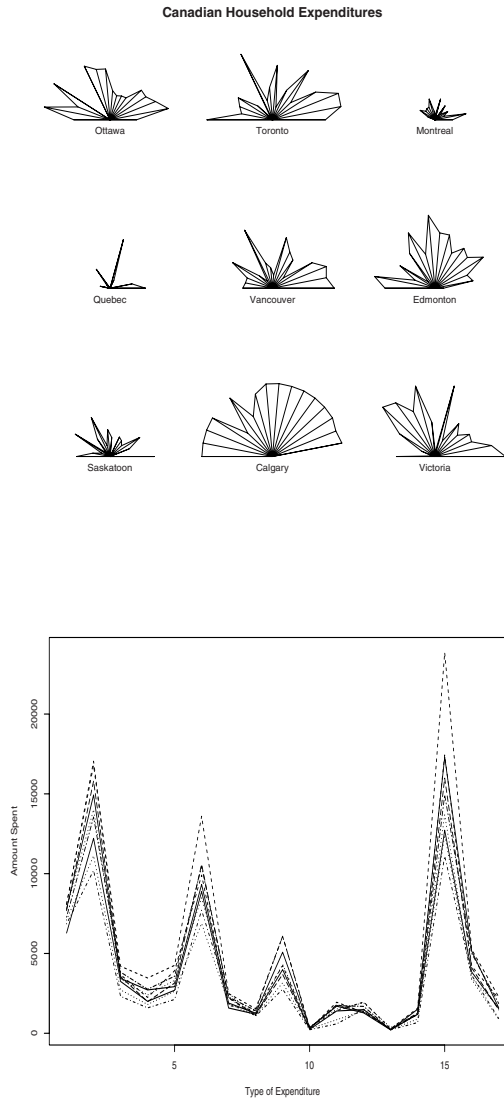 Canadian Household Expenditures
Ottawa Toronto Montreal
Quebec Vancouver Edmonton
Saskatoon Calgary Victoria
20000
15000
10000
5000
0
Amount Spent
5 10 15
Type of Expenditure